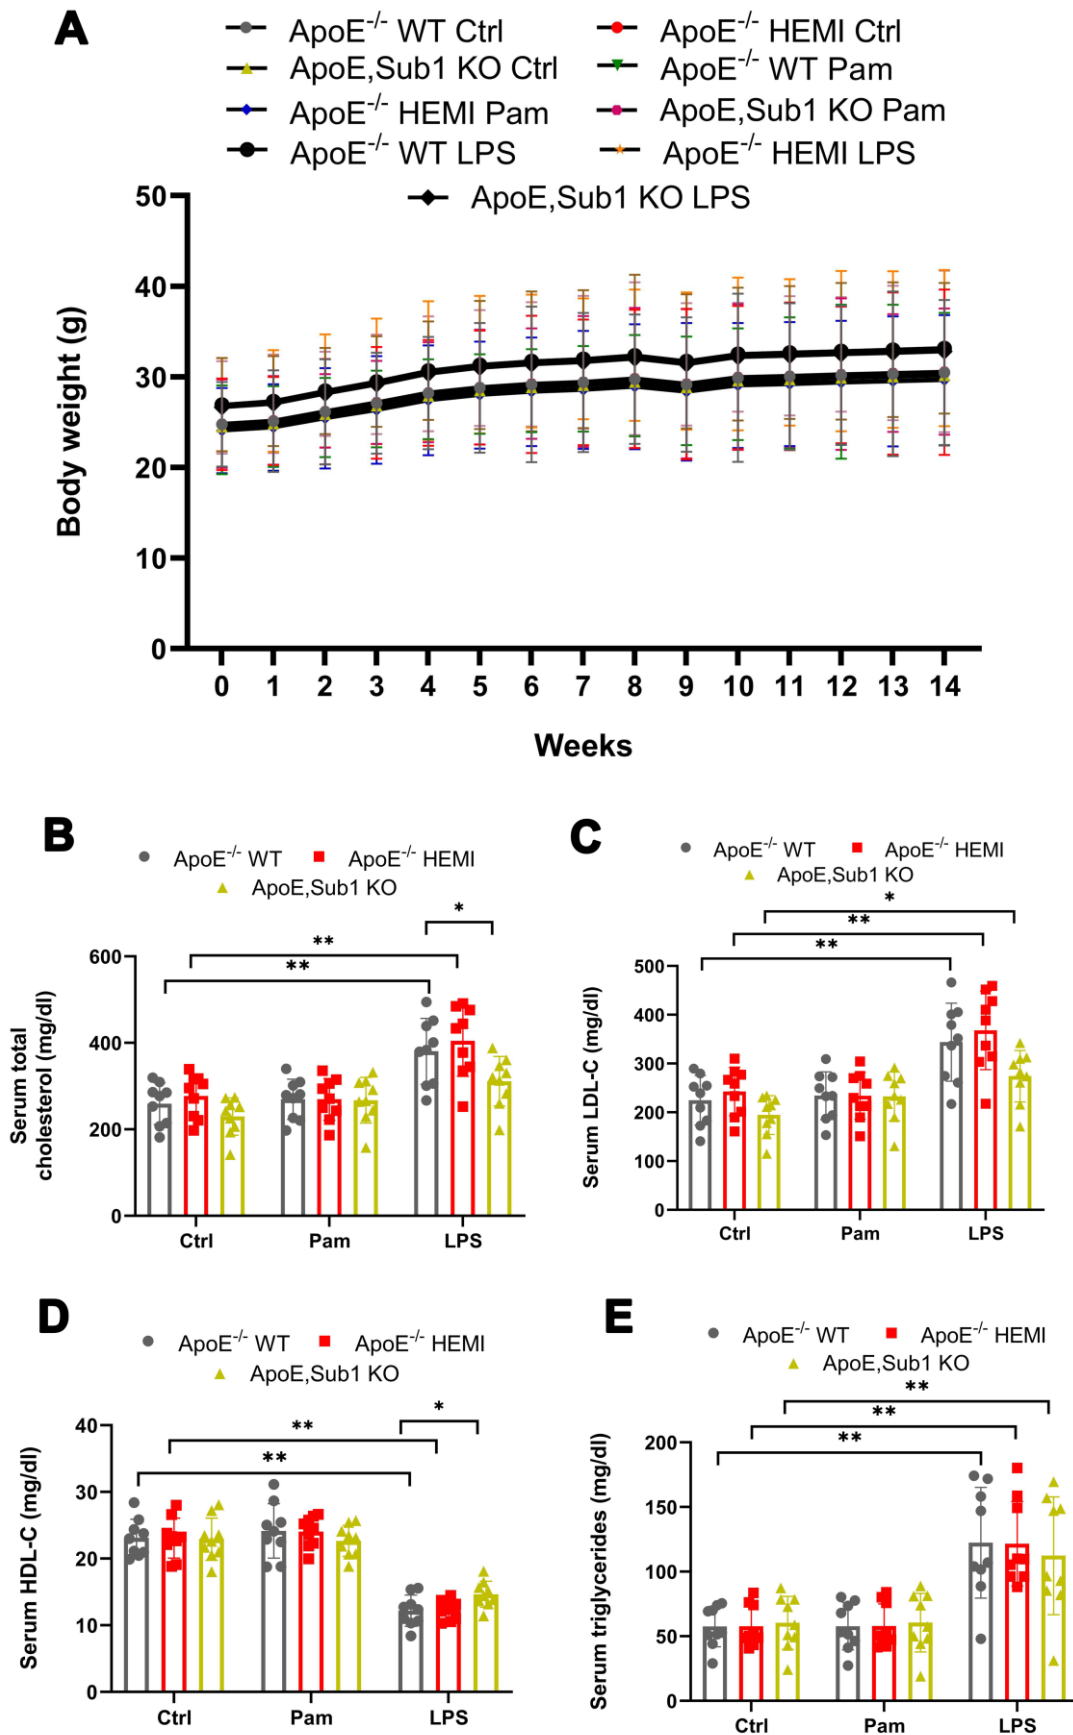 A
ApoE-/- WT Ctrl
ApoE-/- HEMI Ctrl
ApoE,Sub1 KO Ctrl
ApoE-/- WT Pam
ApoE-/- HEMI Pam
ApoE,Sub1 KO Pam
ApoE-/- WT LPS
ApoE-/- HEMI LPS
ApoE,Sub1 KO LPS
Body weight (g)
50
40
30
20
10
0
0 1 2 3 4 5 6 7 8 9 10 11 12 13 14
Weeks
B
ApoE-/- WT
ApoE-/- HEMI
ApoE,Sub1 KO
*
**
**
Serum total
cholesterol (mg/dl)
600
400
200
0
Ctrl Pam LPS
C
ApoE-/- WT
ApoE-/- HEMI
ApoE,Sub1 KO
*
**
**
Serum LDL-C (mg/dl)
500
400
300
200
100
0
Ctrl Pam LPS
D
ApoE-/- WT
ApoE-/- HEMI
ApoE,Sub1 KO
*
**
**
Serum HDL-C (mg/dl)
40
30
20
10
0
Ctrl Pam LPS
E
ApoE-/- WT
ApoE-/- HEMI
ApoE,Sub1 KO
**
**
**
Serum triglycerides (mg/dl)
200
150
100
50
0
Ctrl Pam LPS